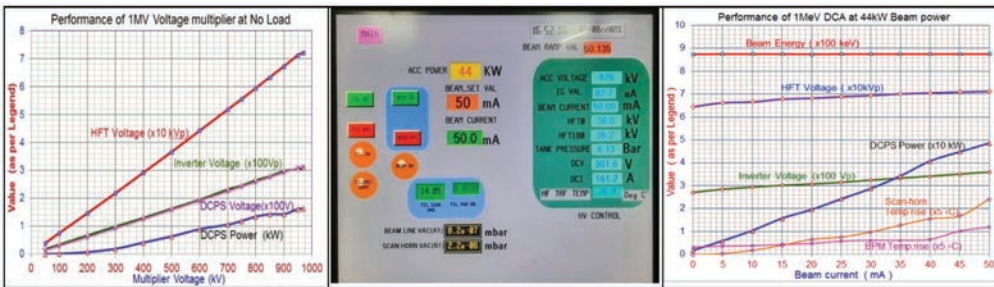 Performance of 1MV Voltage multiplier at No Load
Value (as per Legend)
8
7
6
5
4
3
2
1
0
HFT Voltage (x10 kVp)
Inverter Voltage (x100Vp)
DCPS Voltage(x100V)
DCPS Power (kW)
0 100 200 300 400 500 600 700 800 900 1000
Multiplier Voltage (kV)
MAIN
BEAM RAMP VAL 50.135
ACC POWER 44 KW
BEAM_SET VAL
50 mA
BEAM CURRENT
50.0 mA
ACC VOLTAGE kV
IG VAL uA
BEAM CURRENT mA
HFT0 kV
HFT180 kV
TANK PRESSURE Bar
DCV V
DCI A
HF TRF TEMP Deg C
HV CONTROL
BEAM LINE VAC(A1) mbar
SCAN HORN VAC(B1) mbar
Performance of 1MeV DCA at 44kW Beam power
Value (as per Legend)
10
9
8
7
6
5
4
3
2
1
0
Beam Energy (x100 keV)
HFT Voltage (x10kVp)
DCPS Power (x10 kW)
Inverter Voltage (x100 Vp)
Scan-horn
Temp.rise (x5 ◦C)
BPM Temp.rise (x5 ◦C)
0 5 10 15 20 25 30 35 40 45 50
Beam current (mA)